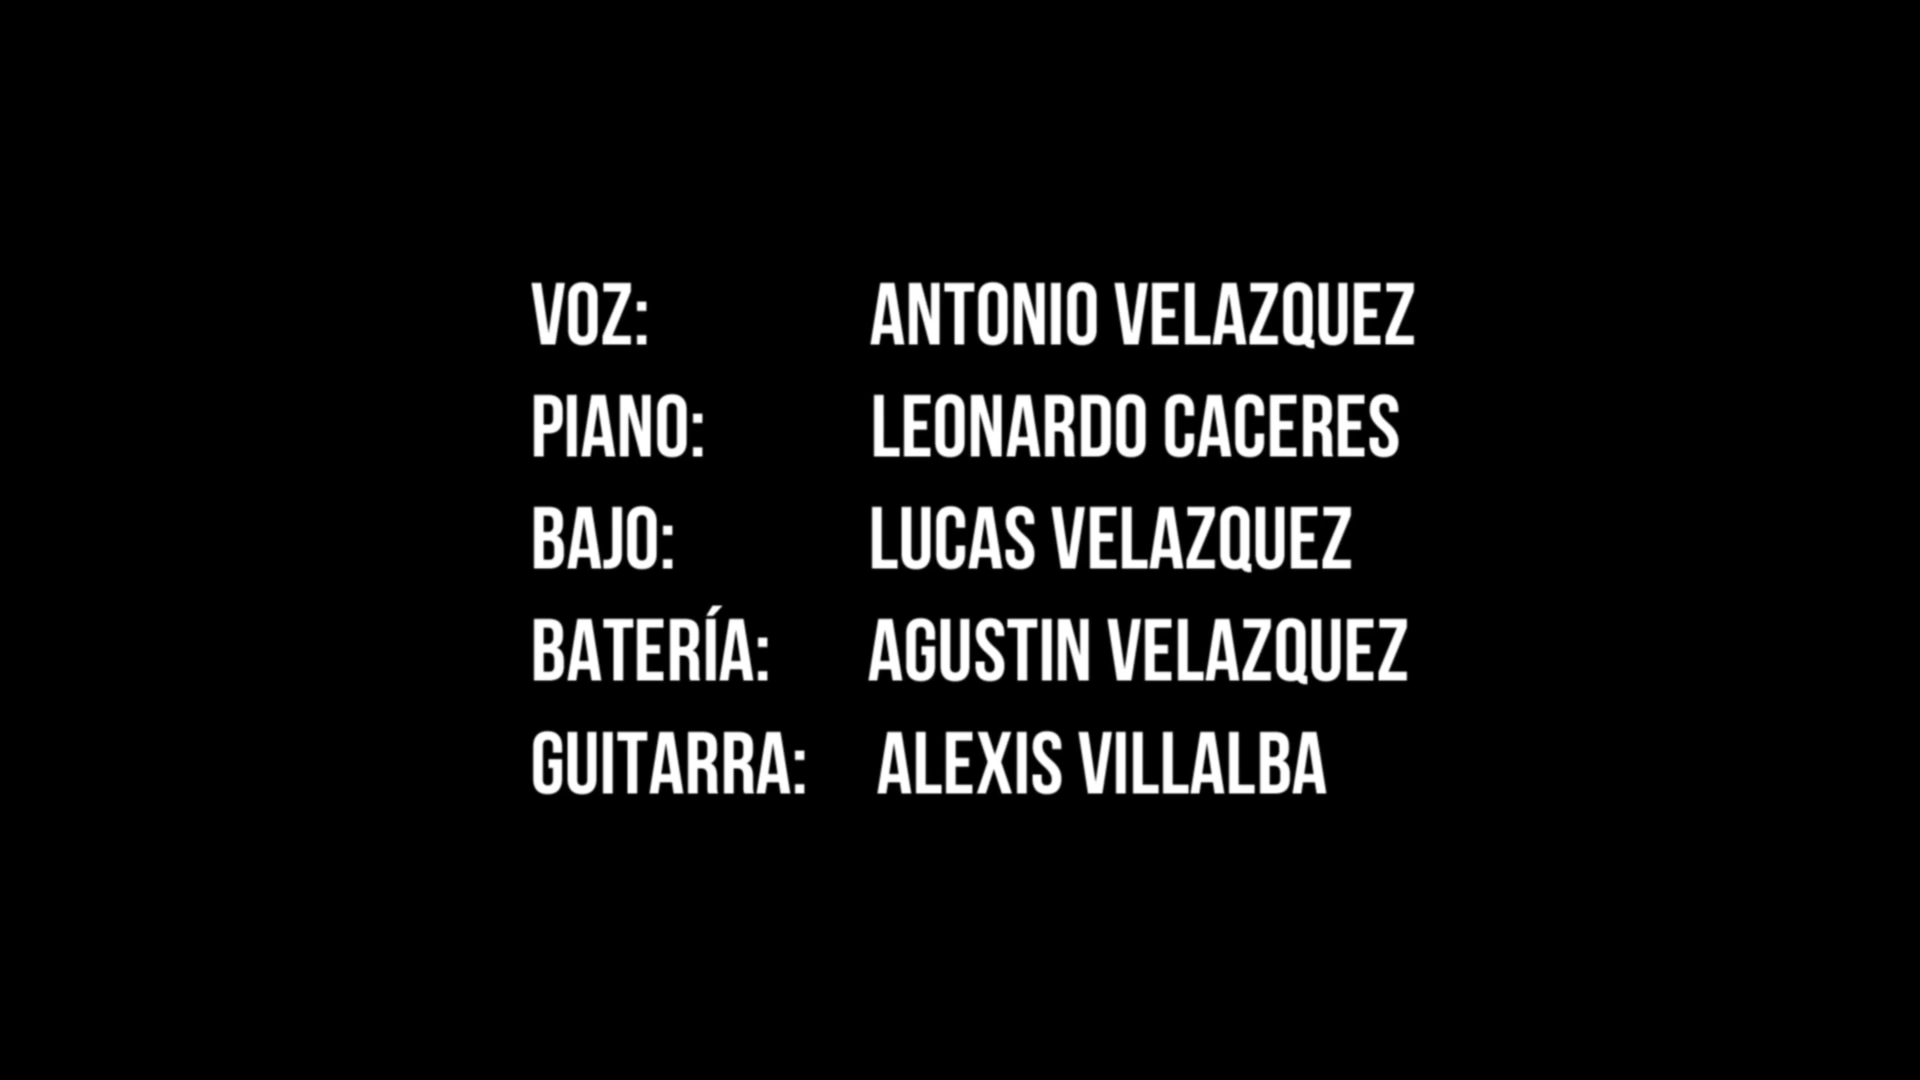 VOZ: ANTONIO VELAZQUEZ
PIANO: LEONARDO CACERES
BAJO: LUCAS VELAZQUEZ
BATERÍA: AGUSTIN VELAZQUEZ
GUITARRA: ALEXIS VILLALBA